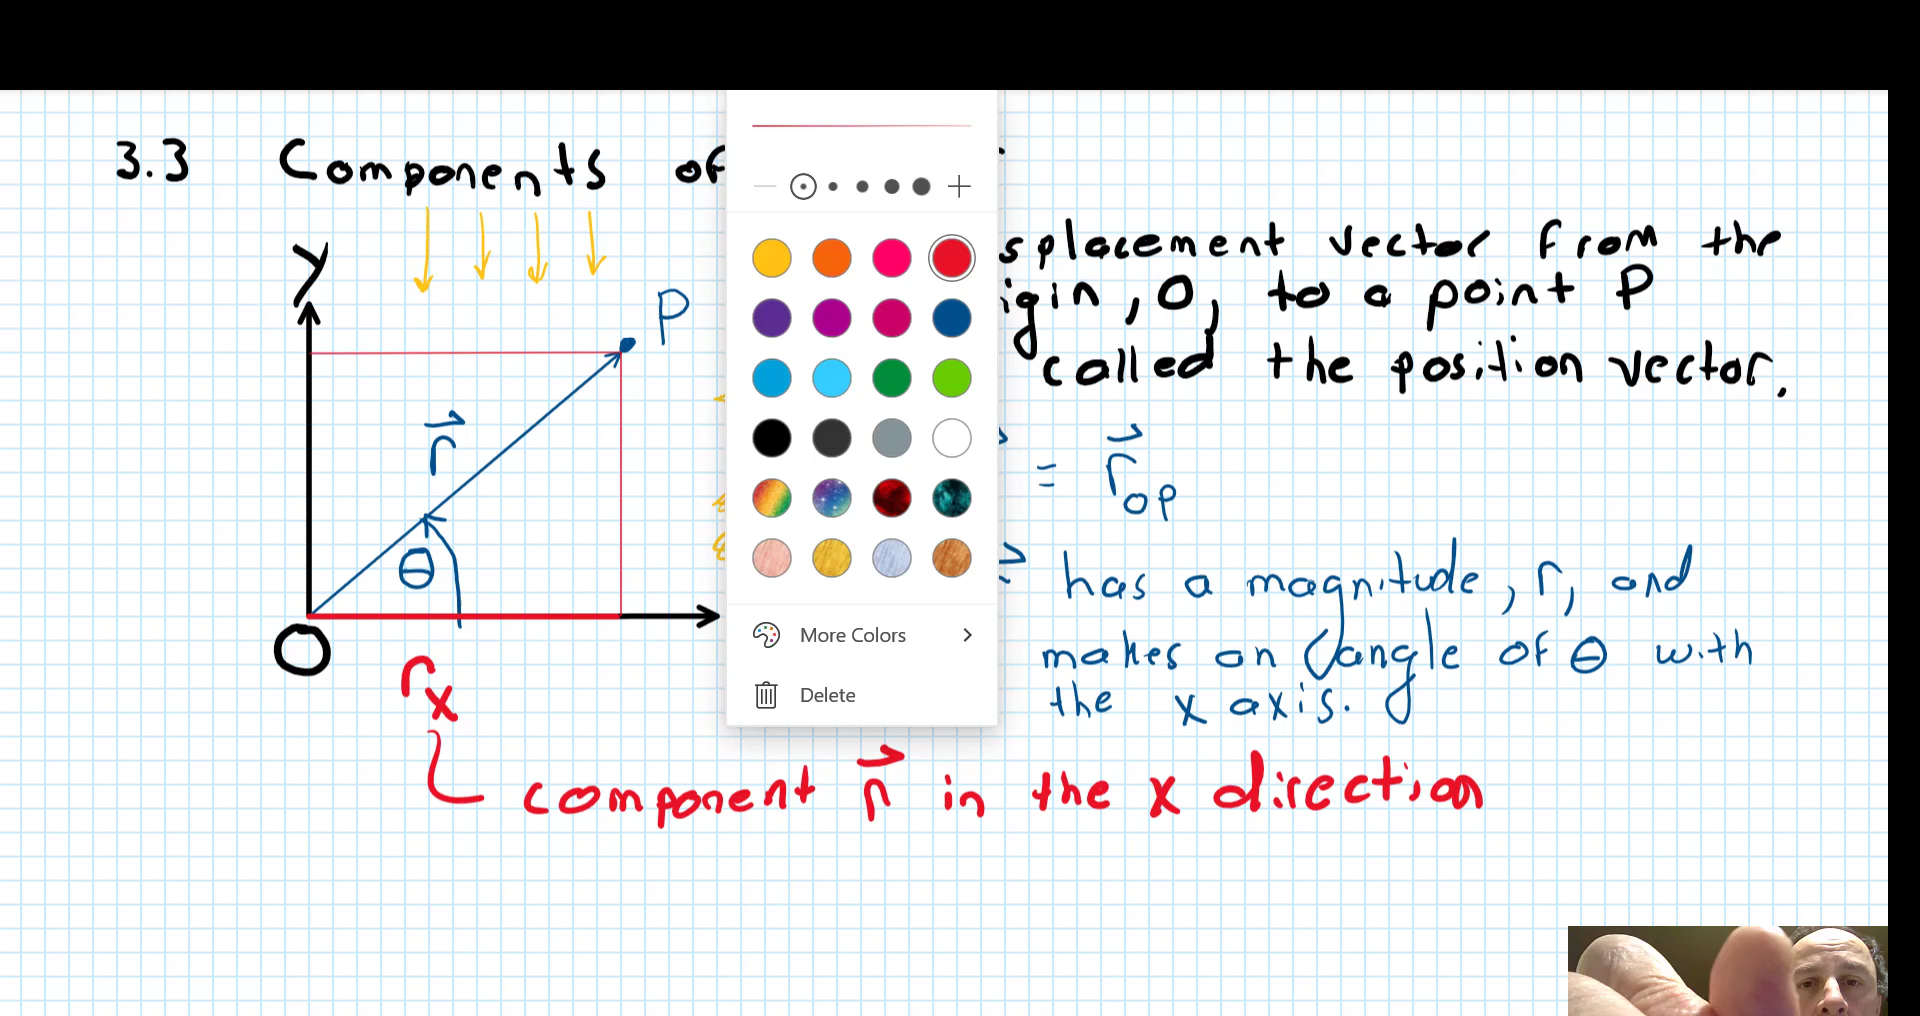 3.3 Components of
splacement vector from the
igin, O, to a point P
called the position vector.
Y
P
r
= r OP
θ
has a magnitude, r, and
makes an angle of θ with
the x axis.
O
r x
component r in the x direction
More Colors
Delete